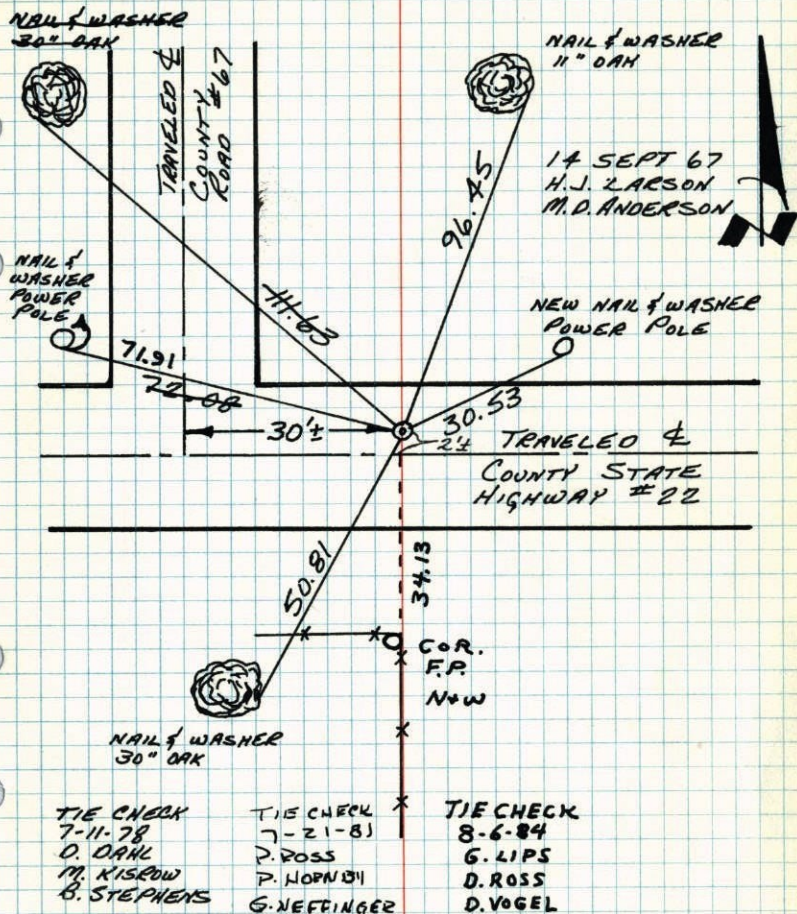 NAIL & WASHER
30" OAK
TRAVELED ℄
COUNTY
ROAD #67
NAIL & WASHER
11" OAK
14 SEPT 67
H.J. LARSON
M.D. ANDERSON
96.45
NAIL &
WASHER
POWER
POLE
111.63
NEW NAIL & WASHER
POWER POLE
71.91
72.08
30'±
30.53
2'±
TRAVELED ℄
COUNTY STATE
HIGHWAY #22
50.81
34.13
COR.
F.P.
N+W
NAIL & WASHER
30" OAK
TIE CHECK
7-11-78
D. DAHL
M. KISROW
B. STEPHENS
TIE CHECK
7-21-81
D. ROSS
P. HORNBY
G. NEFFINGER
TIE CHECK
8-6-84
G. LIPS
D. ROSS
D. VOGEL